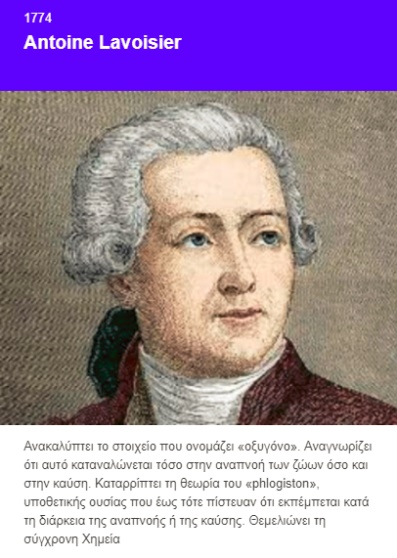 1774
Antoine Lavoisier
Ανακαλύπτει το στοιχείο που ονομάζει «οξυγόνο». Αναγνωρίζει
ότι αυτό καταναλώνεται τόσο στην αναπνοή των ζώων όσο και
στην καύση. Καταρρίπτει τη θεωρία του «phlogiston»,
υποθετικής ουσίας που έως τότε πίστευαν ότι εκπέμπεται κατά
τη διάρκεια της αναπνοής ή της καύσης. Θεμελιώνει τη
σύγχρονη Χημεία